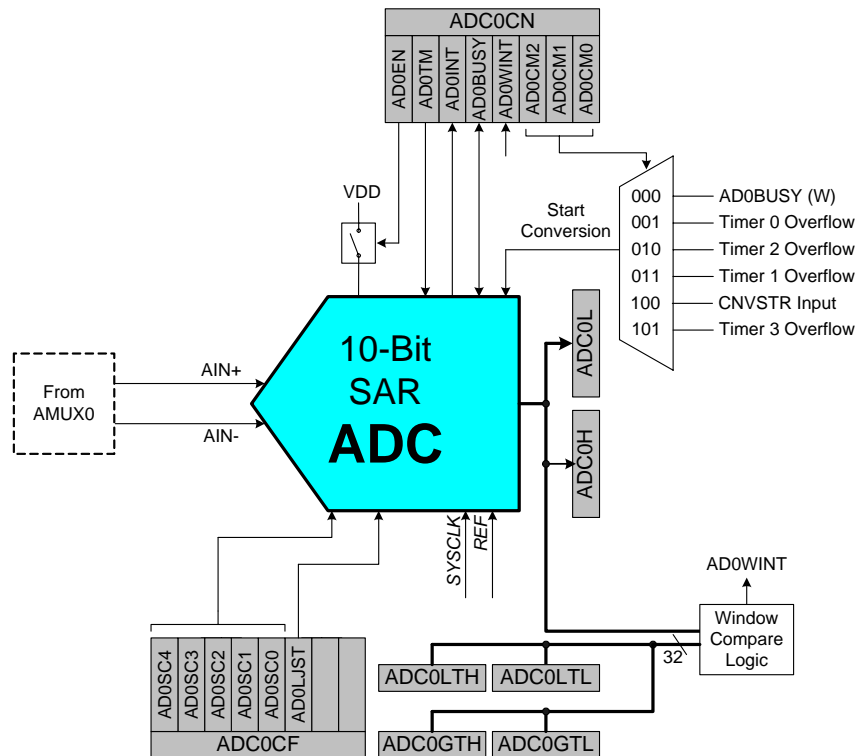 ADC0CN
AD0EN
AD0TM
AD0INT
AD0BUSY
AD0WINT
AD0CM2
AD0CM1
AD0CM0
VDD
Start
Conversion
000
AD0BUSY (W)
001
Timer 0 Overflow
010
Timer 2 Overflow
011
Timer 1 Overflow
100
CNVSTR Input
101
Timer 3 Overflow
From
AMUX0
AIN+
AIN-
10-Bit
SAR
ADC
ADC0L
ADC0H
SYSCLK
REF
AD0WINT
Window
Compare
Logic
32
AD0SC4
AD0SC3
AD0SC2
AD0SC1
AD0SC0
AD0LJST
ADC0CF
ADC0LTH
ADC0LTL
ADC0GTH
ADC0GTL